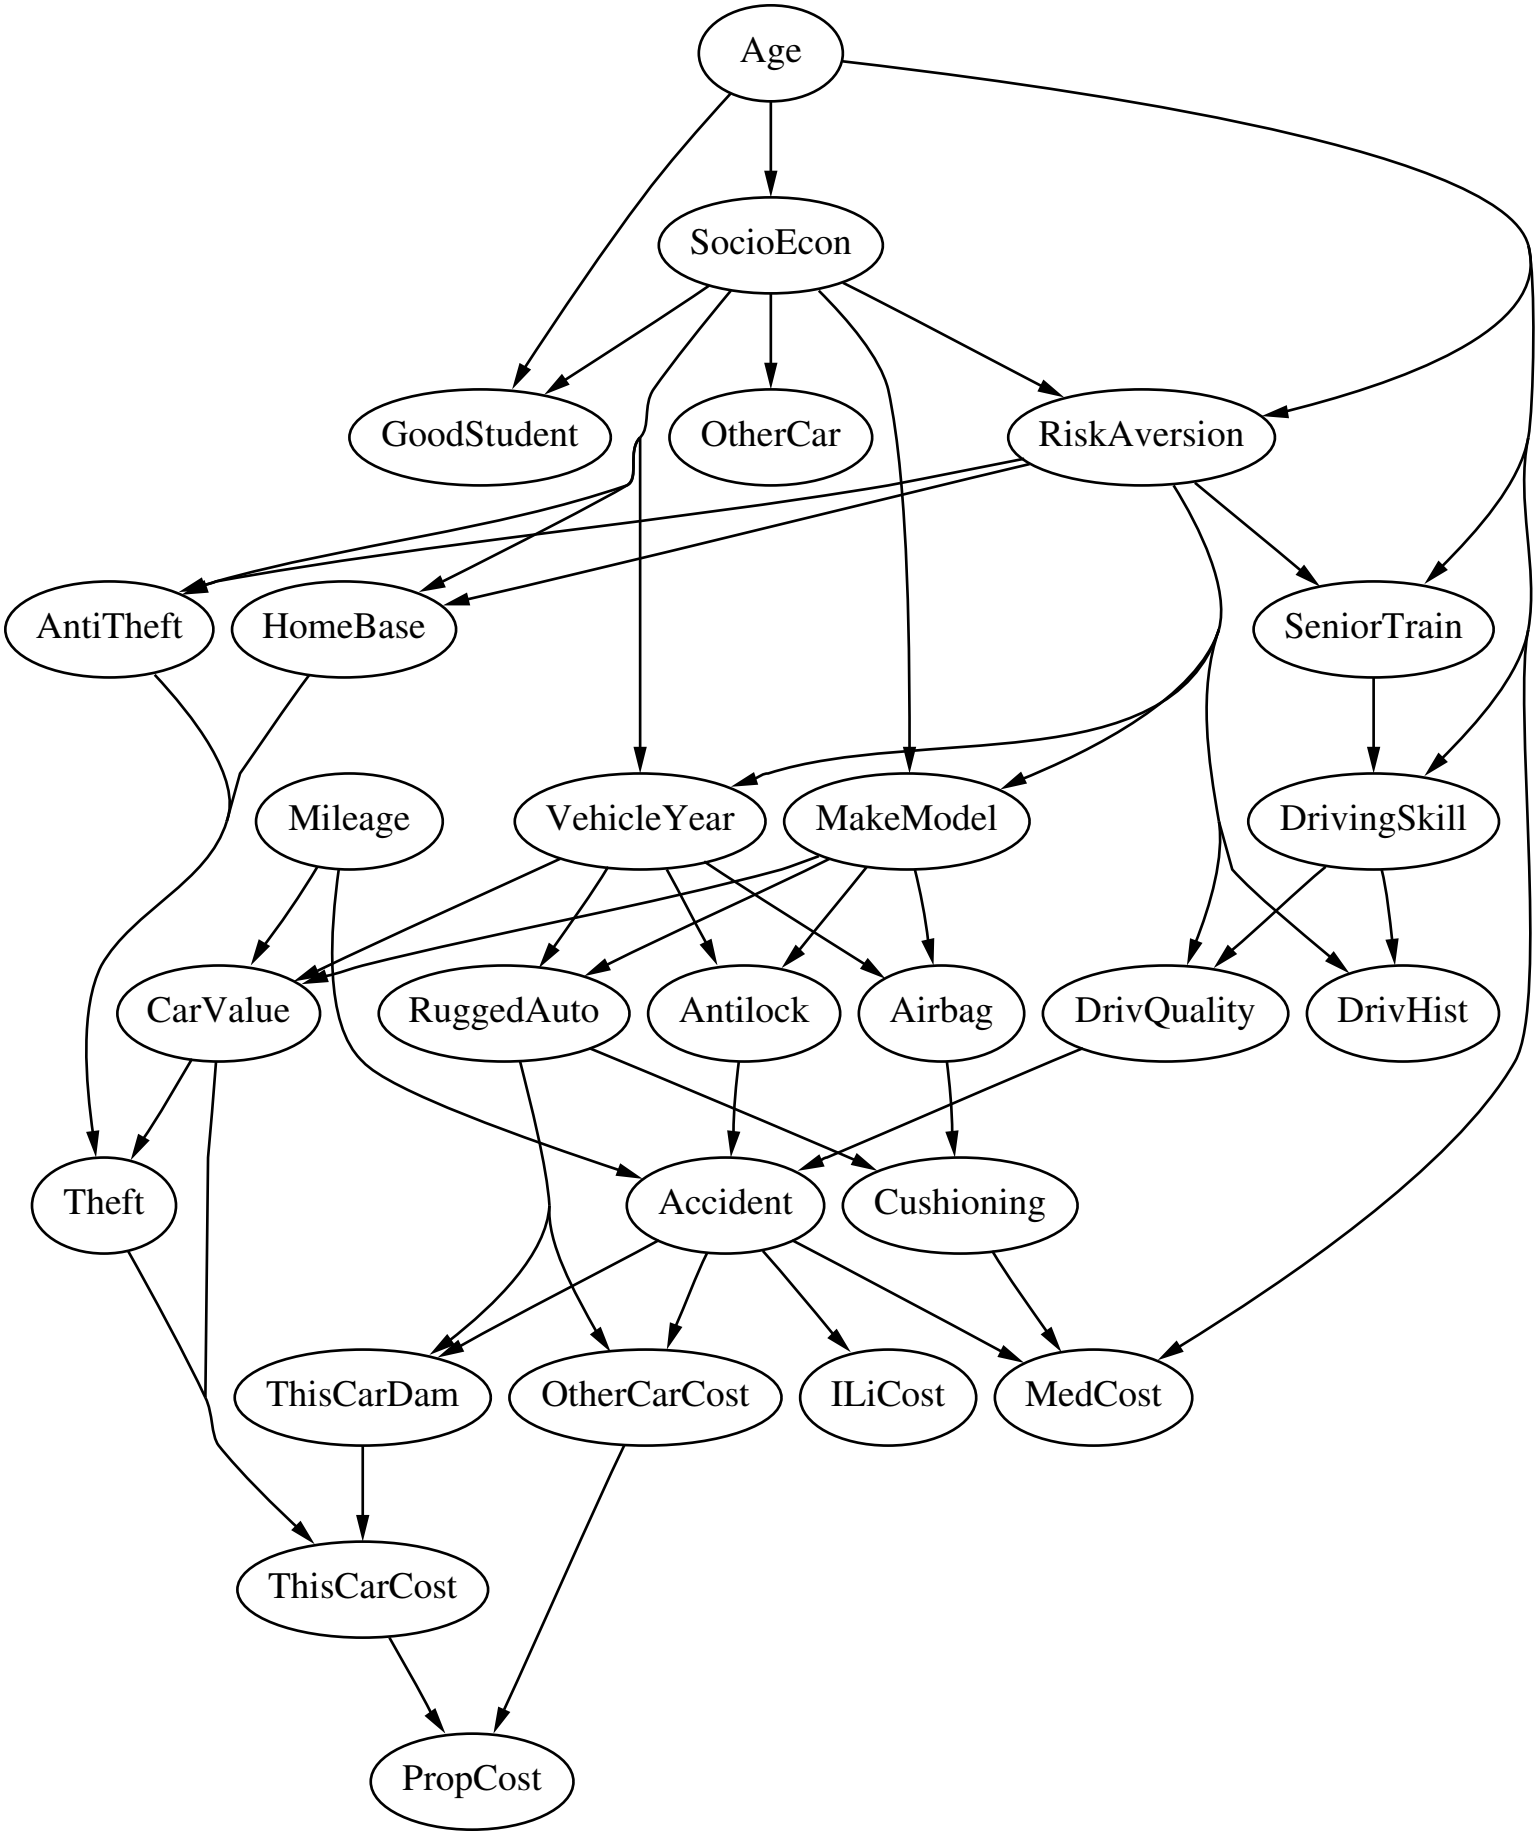 Age
SocioEcon
GoodStudent
OtherCar
RiskAversion
AntiTheft
HomeBase
SeniorTrain
Mileage
VehicleYear
MakeModel
DrivingSkill
CarValue
RuggedAuto
Antilock
Airbag
DrivQuality
DrivHist
Theft
Accident
Cushioning
ThisCarDam
OtherCarCost
ILiCost
MedCost
ThisCarCost
PropCost